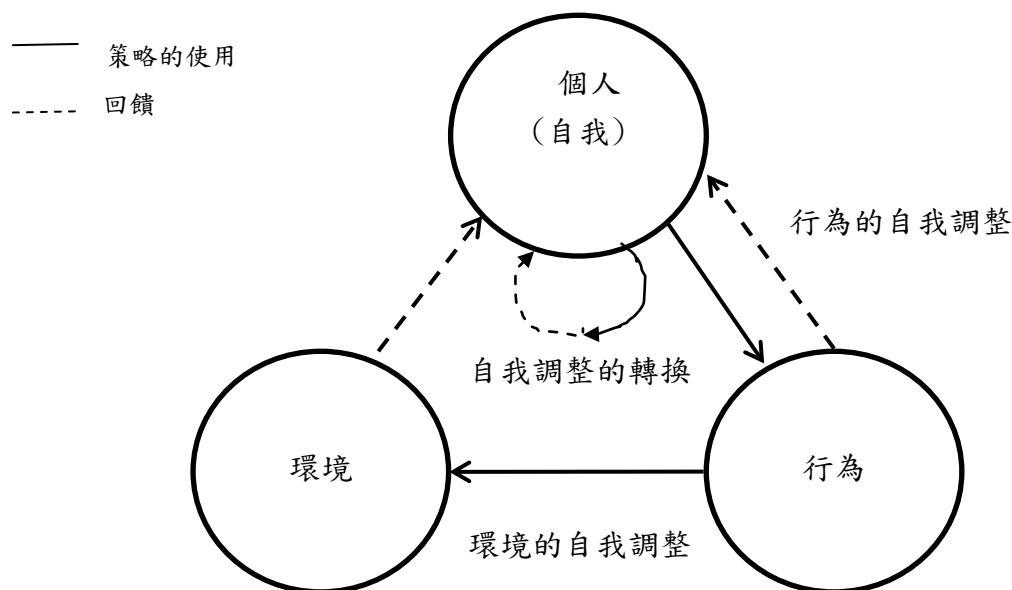 策略的使用
回饋
個人
（自我）
行為的自我調整
自我調整的轉換
環境
行為
環境的自我調整